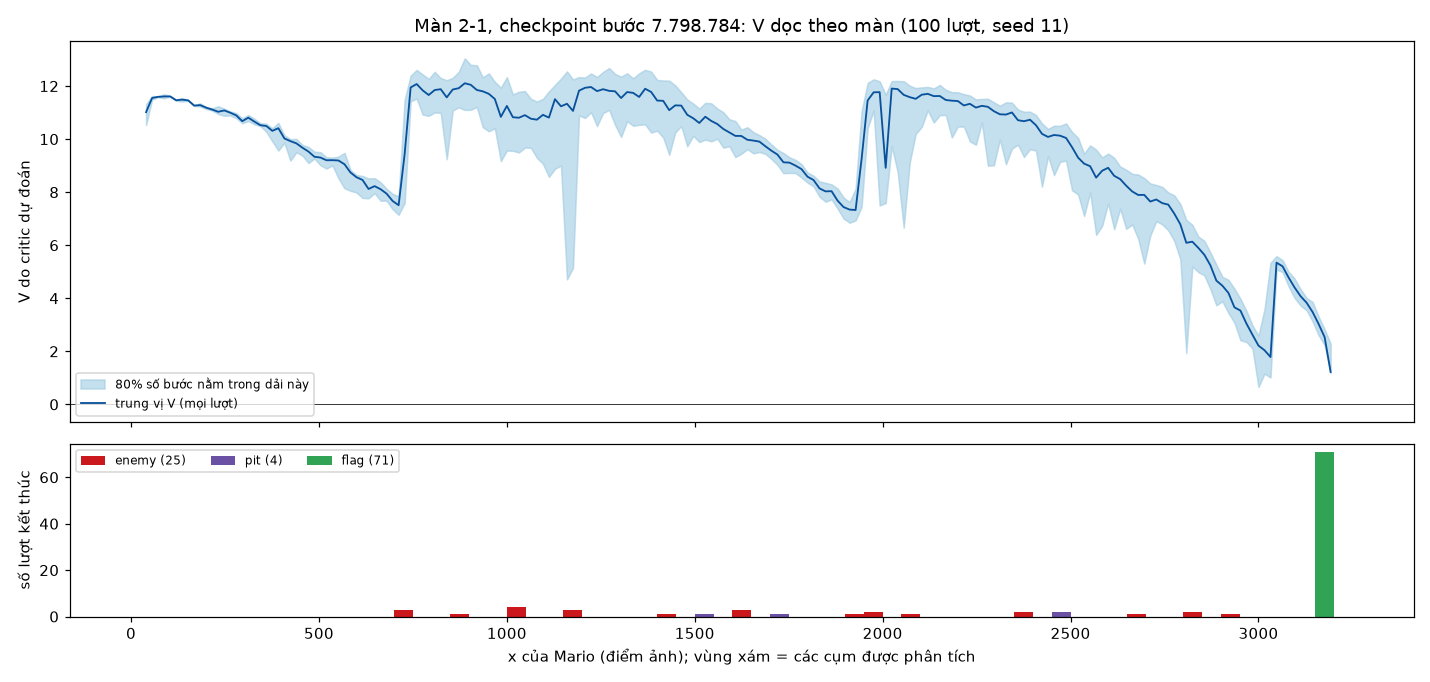 Màn 2-1, checkpoint bước 7.798.784: V dọc theo màn (100 lượt, seed 11)
V do critic dự đoán
12
10
8
6
4
2
0
80% số bước nằm trong dải này
trung vị V (mọi lượt)
số lượt kết thúc
60
40
20
0
enemy (25)
pit (4)
flag (71)
0
500
1000
1500
2000
2500
3000
x của Mario (điểm ảnh); vùng xám = các cụm được phân tích